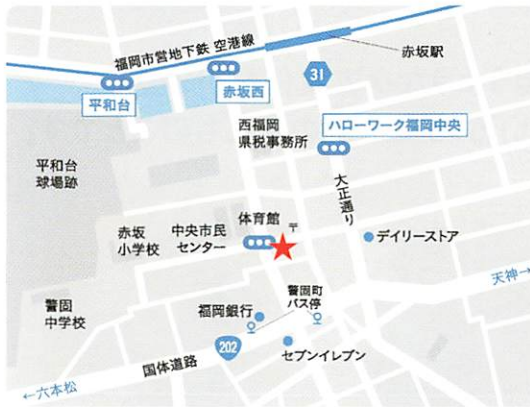 福岡市営地下鉄 空港線
赤坂駅
平和台
赤坂西
31
西福岡
県税事務所
ハローワーク福岡中央
平和台
球場跡
大正通り
赤坂
小学校
中央市民
センター
体育館
〒
デイリーストア
天神→
警固
中学校
福岡銀行
警固町
バス停
202
国体道路
セブンイレブン
←六本松